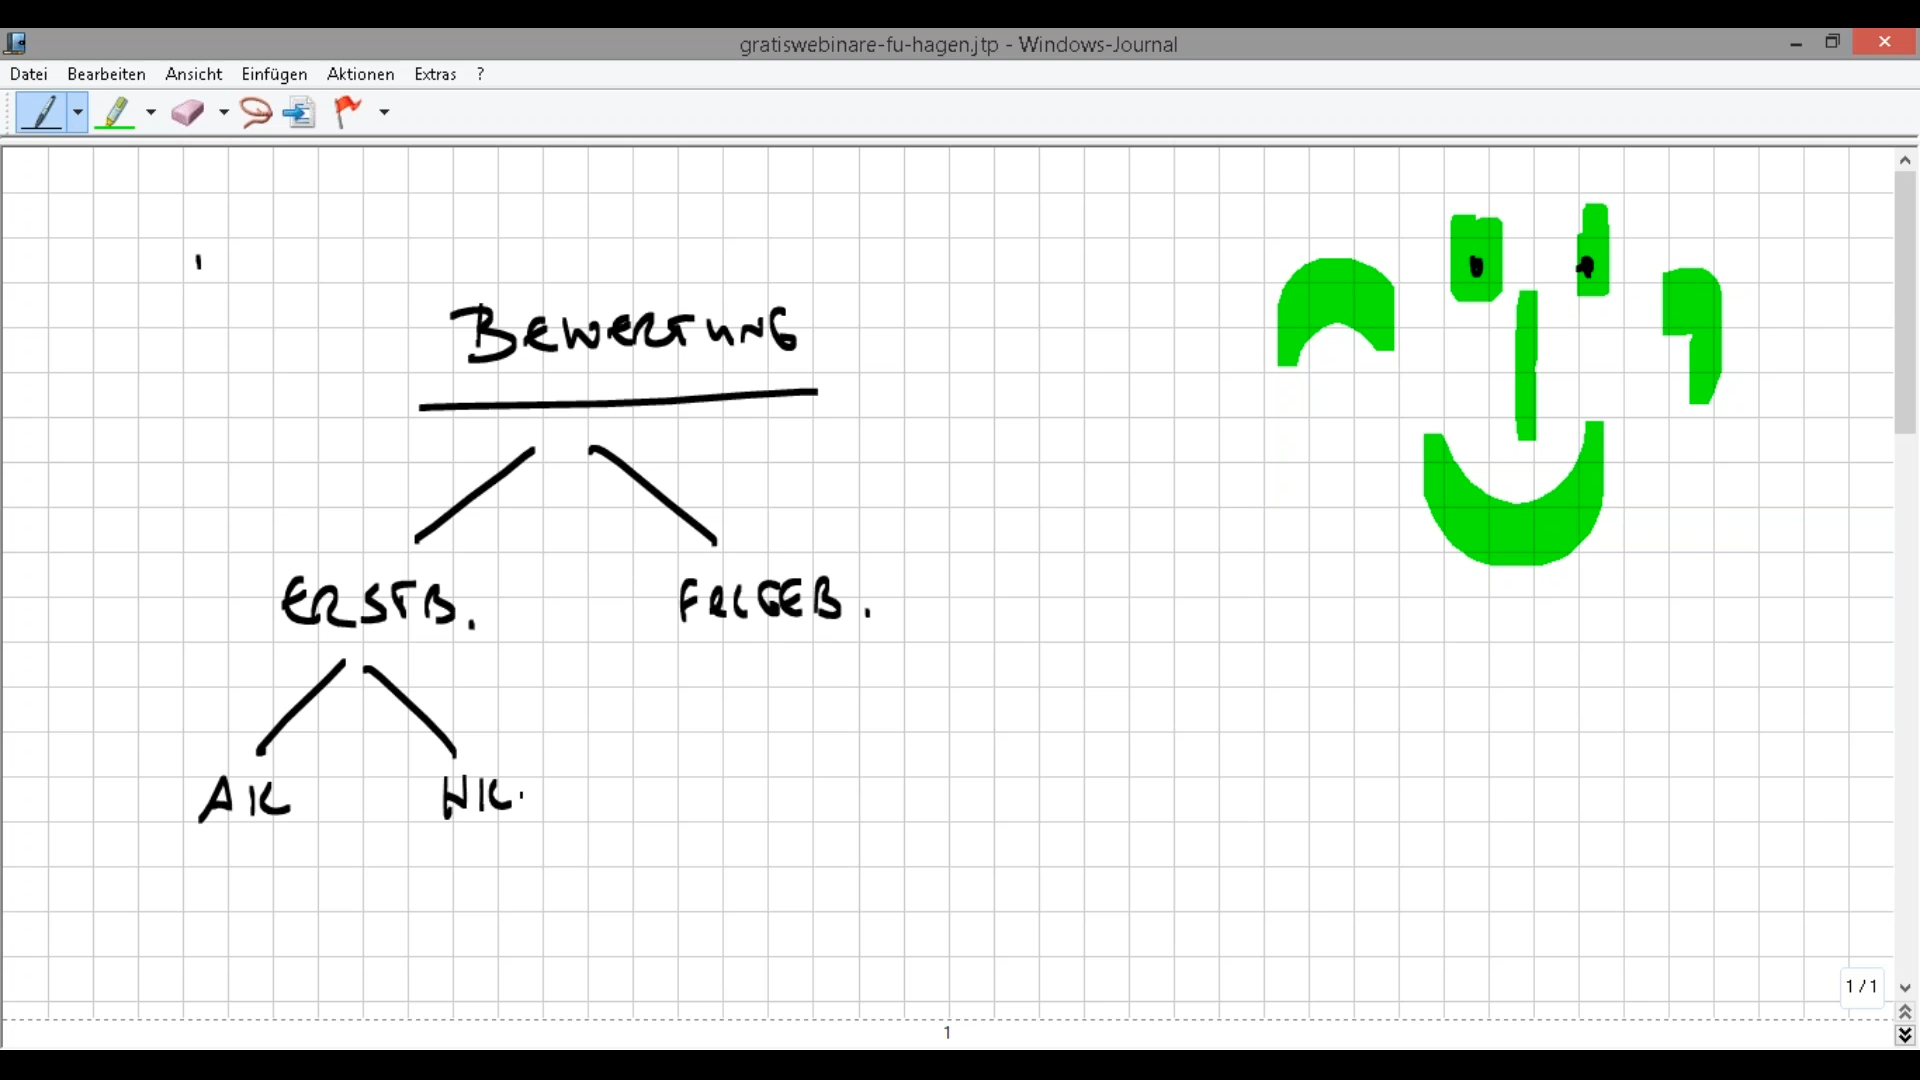 gratiswebinare-fu-hagen.jtp - Windows-Journal
Datei Bearbeiten Ansicht Einfügen Aktionen Extras ?
BEWERTUNG
ERSTB. FOLGEB.
AK HK.
1/1
1